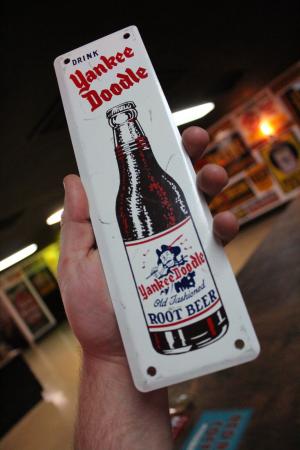 DRINK
Yankee
Doodle
Yankee Doodle
Old Fashioned
ROOT BEER